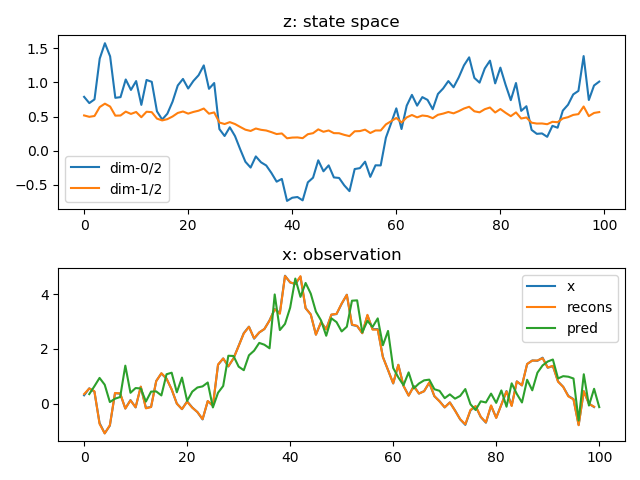 z: state space
1.5
1.0
0.5
0.0
−0.5
dim-0/2
dim-1/2
0 20 40 60 80 100
x: observation
4
2
0
x
recons
pred
0 20 40 60 80 100